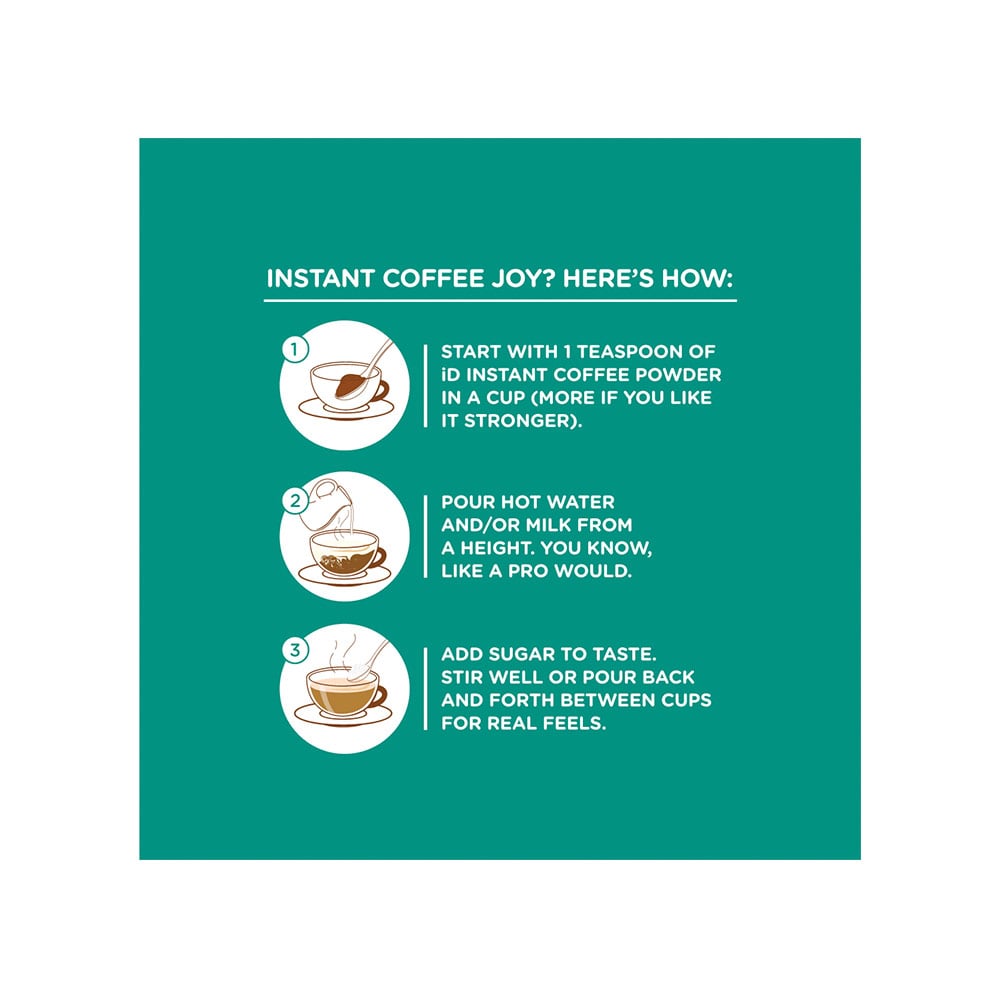 INSTANT COFFEE JOY? HERE'S HOW:
1
START WITH 1 TEASPOON OF
iD INSTANT COFFEE POWDER
IN A CUP (MORE IF YOU LIKE
IT STRONGER).
2
POUR HOT WATER
AND/OR MILK FROM
A HEIGHT. YOU KNOW,
LIKE A PRO WOULD.
3
ADD SUGAR TO TASTE.
STIR WELL OR POUR BACK
AND FORTH BETWEEN CUPS
FOR REAL FEELS.